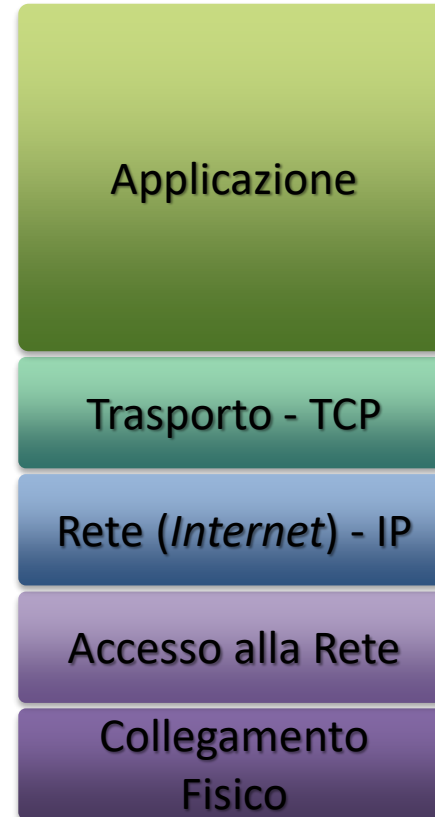 Applicazione
Trasporto - TCP
Rete (Internet) - IP
Accesso alla Rete
Collegamento
Fisico